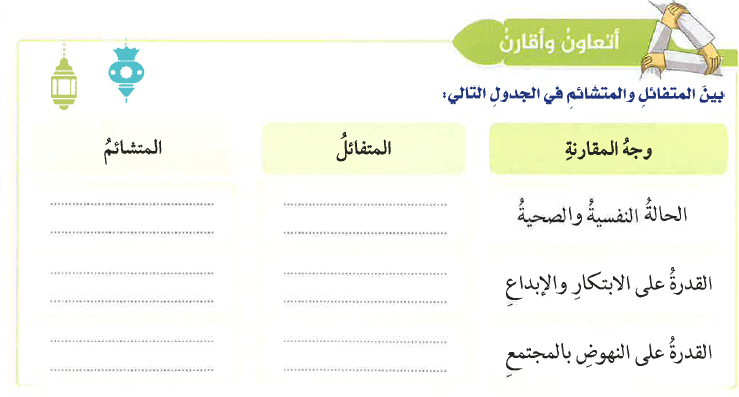 أتعاونُ وأقارنُ
بينَ المتفائلِ والمتشائمِ في الجدولِ التالي:
وجهُ المقارنةِ المتفائلُ المتشائمُ
الحالةُ النفسيةُ والصحيةُ
القدرةُ على الابتكارِ والإبداعِ
القدرةُ على النهوضِ بالمجتمعِ